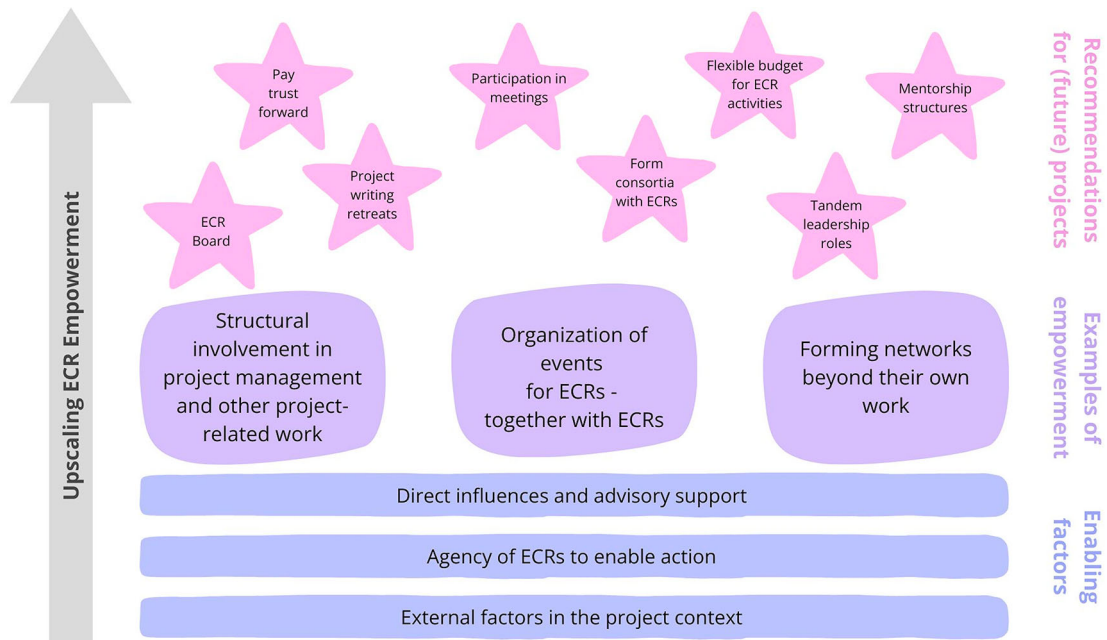 Upscaling ECR Empowerment
Pay
trust
forward
Participation in
meetings
Flexible budget
for ECR
activities
Mentorship
structures
ECR
Board
Project
writing
retreats
Form
consortia
with ECRs
Tandem
leadership
roles
Recommendations
for (future) projects
Structural
involvement in
project management
and other project-
related work
Organization of
events
for ECRs -
together with ECRs
Forming networks
beyond their own
work
Examples of
empowerment
Direct influences and advisory support
Agency of ECRs to enable action
External factors in the project context
Enabling
factors